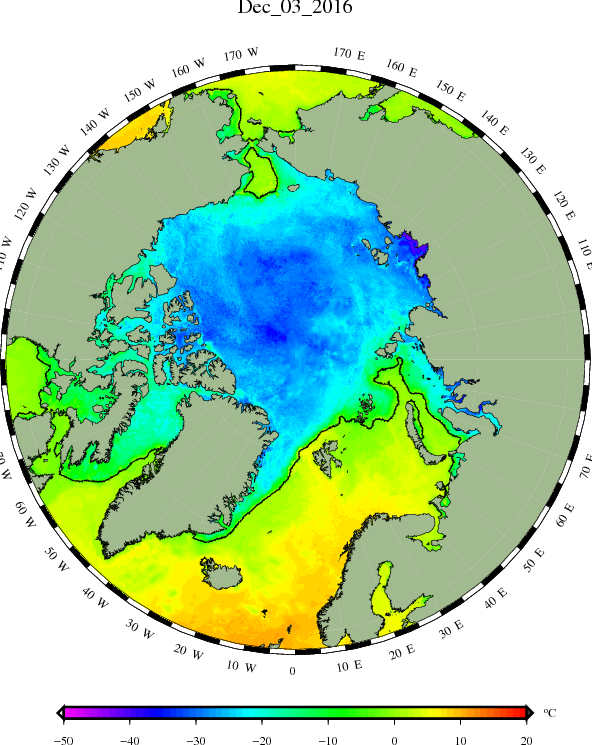 Dec_03_2016
170 W
170 E
160 W
160 E
150 W
150 E
140 W
140 E
130 W
130 E
120 W
120 E
110 E
60 W
70 E
50 W
60 E
40 W
50 E
30 W
40 E
20 W
30 E
10 W
20 E
0
10 E
°C
−50 −40 −30 −20 −10 0 10 20